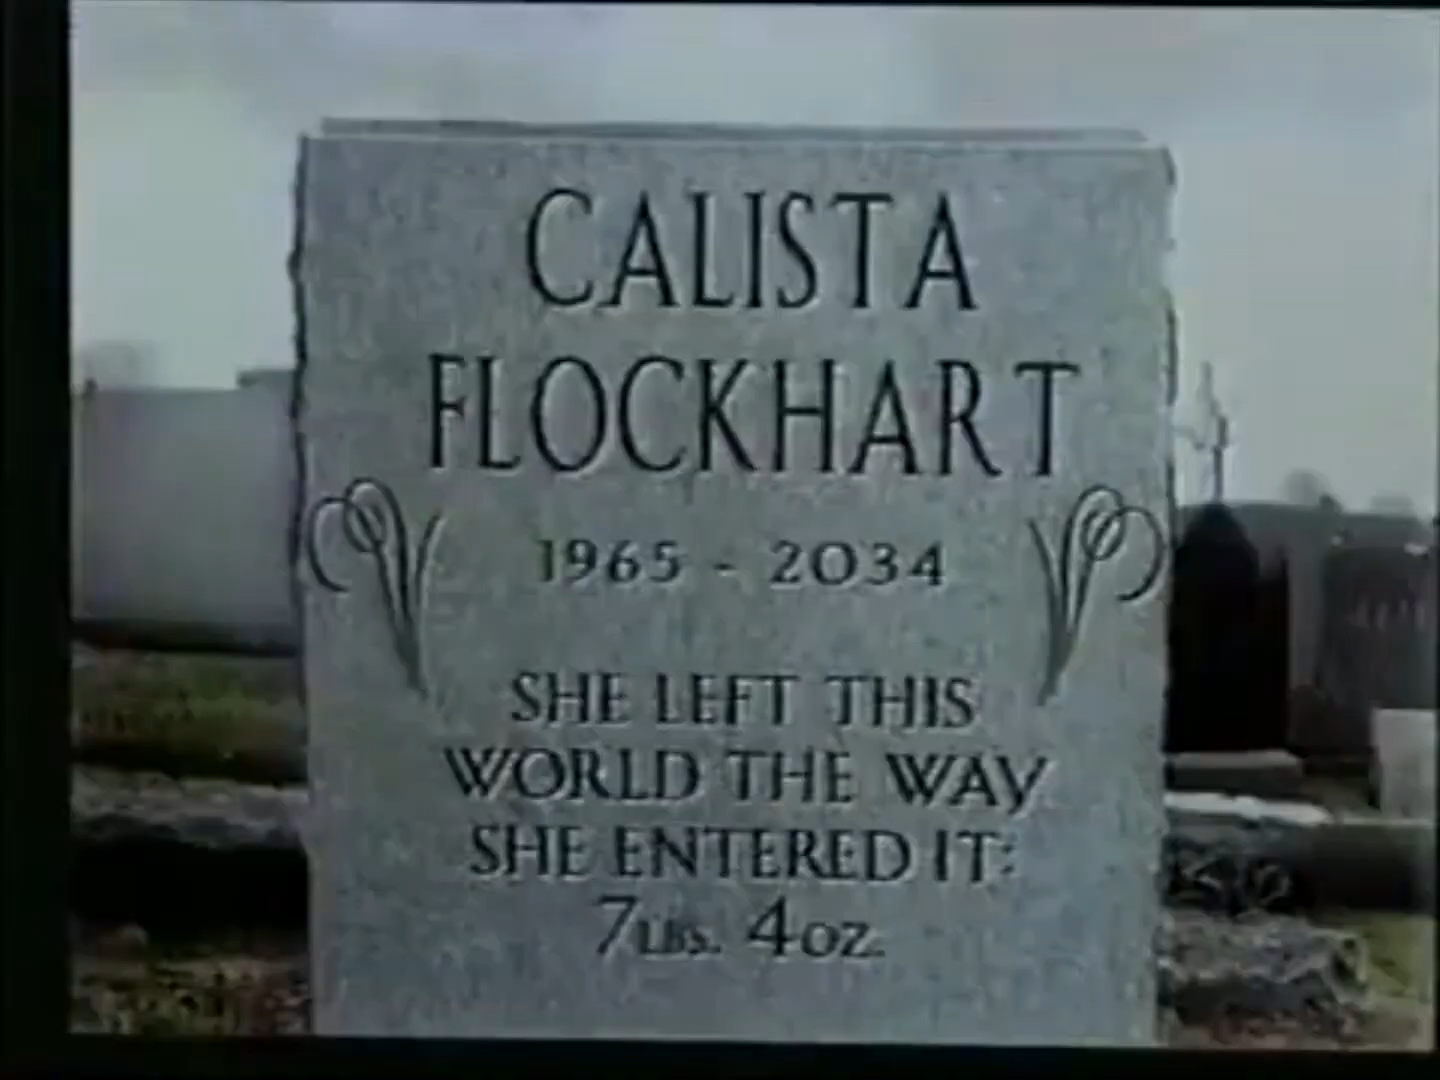 CALISTA
FLOCKHART
1965 - 2034
SHE LEFT THIS
WORLD THE WAY
SHE ENTERED IT:
7LBS. 4OZ.